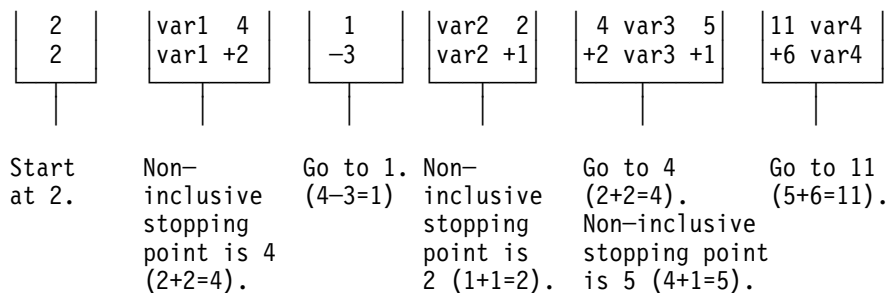 2 var1 4 1 var2 2 4 var3 5 11 var4
2 var1 +2 –3 var2 +1 +2 var3 +1 +6 var4
Start Non– Go to 1. Non– Go to 4 Go to 11
at 2. inclusive (4–3=1) inclusive (2+2=4). (5+6=11).
stopping stopping Non–inclusive
point is 4 point is stopping point
(2+2=4). 2 (1+1=2). is 5 (4+1=5).